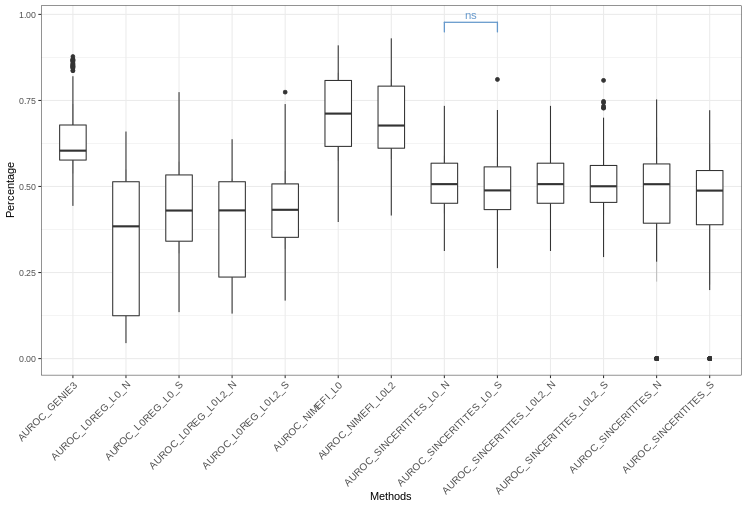 ns
1.00
0.75
0.50
0.25
0.00
Percentage
AUROC_GENIE3
AUROC_L0REG_L0_N
AUROC_L0REG_L0_S
AUROC_L0REG_L0L2_N
AUROC_L0REG_L0L2_S
AUROC_NIMEFI_L0
AUROC_NIMEFI_L0L2
AUROC_SINCERITITES_L0_N
AUROC_SINCERITITES_L0_S
AUROC_SINCERITITES_L0L2_N
AUROC_SINCERITITES_L0L2_S
AUROC_SINCERITITES_N
AUROC_SINCERITITES_S
Methods